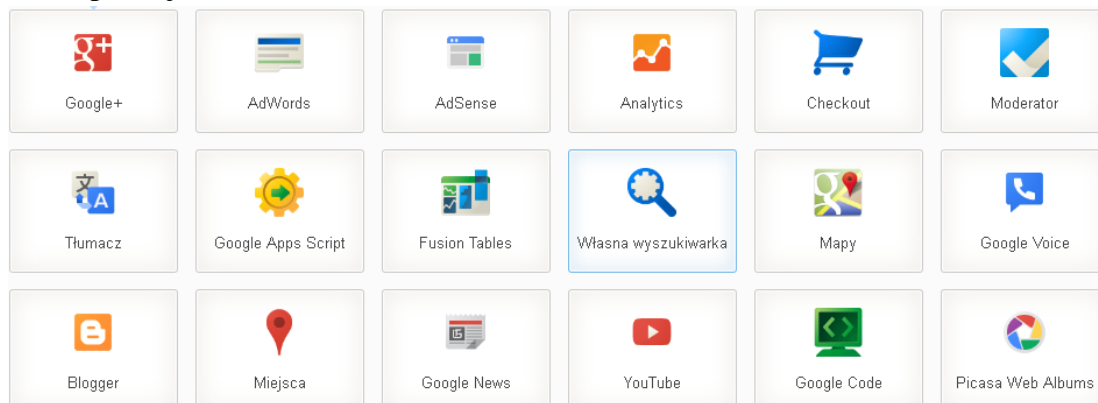 Google+ AdWords AdSense Analytics Checkout Moderator
Tłumacz Google Apps Script Fusion Tables Własna wyszukiwarka Mapy Google Voice
Blogger Miejsca Google News YouTube Google Code Picasa Web Albums